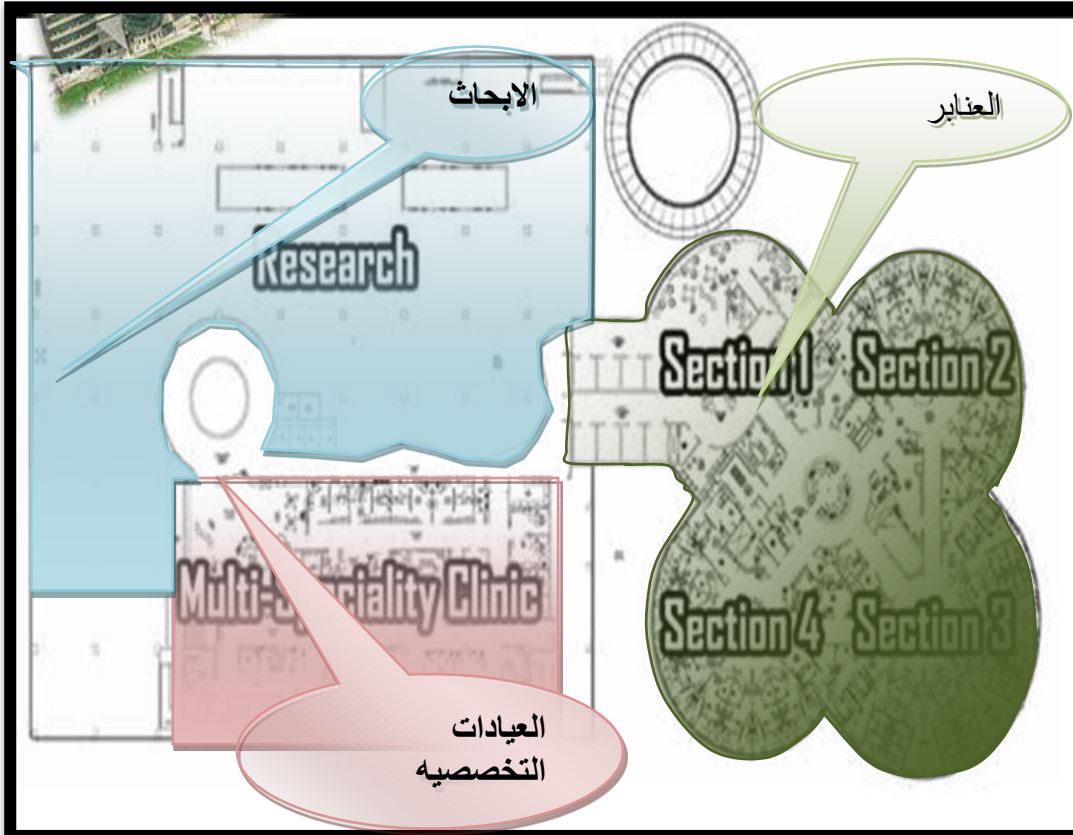 الابحاث
العنابر
Research
Section 1
Section 2
Multi-Speciality Clinic
Section 4
Section 3
العيادات
التخصصيه